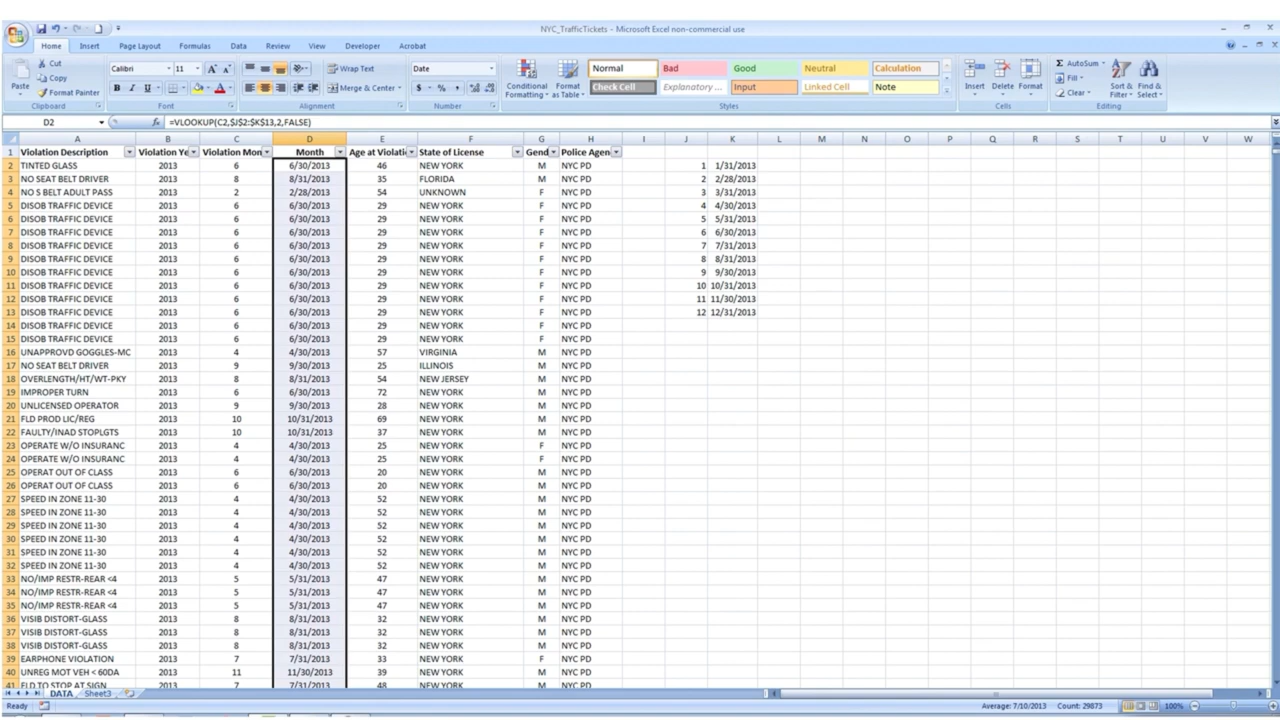 NYC_TrafficTickets - Microsoft Excel non-commercial use
Home Insert Page Layout Formulas Data Review View Developer Acrobat
Cut
Copy
Format Painter
Paste
Clipboard
Calibri 11
Font
Wrap Text
Merge & Center
Alignment
Date
$ % ,
Number
Conditional Formatting
Format as Table
Normal Bad Good Neutral Calculation
Check Cell Explanatory ... Input Linked Cell Note
Styles
Insert Delete Format
Cells
AutoSum
Fill
Clear
Sort & Filter
Find & Select
Editing
D2 fx =VLOOKUP(C2,$J$2:$K$13,2,FALSE)
A B C D E F G H I J K L M N O P Q R S T U V W
1 Violation Description Violation Ye Violation Mon Month Age at Violati State of License Gend Police Agen
2 TINTED GLASS 2013 6 6/30/2013 46 NEW YORK M NYC PD 1 1/31/2013
3 NO SEAT BELT DRIVER 2013 8 8/31/2013 35 FLORIDA M NYC PD 2 2/28/2013
4 NO S BELT ADULT PASS 2013 2 2/28/2013 54 UNKNOWN F NYC PD 3 3/31/2013
5 DISOB TRAFFIC DEVICE 2013 6 6/30/2013 29 NEW YORK F NYC PD 4 4/30/2013
6 DISOB TRAFFIC DEVICE 2013 6 6/30/2013 29 NEW YORK F NYC PD 5 5/31/2013
7 DISOB TRAFFIC DEVICE 2013 6 6/30/2013 29 NEW YORK F NYC PD 6 6/30/2013
8 DISOB TRAFFIC DEVICE 2013 6 6/30/2013 29 NEW YORK F NYC PD 7 7/31/2013
9 DISOB TRAFFIC DEVICE 2013 6 6/30/2013 29 NEW YORK F NYC PD 8 8/31/2013
10 DISOB TRAFFIC DEVICE 2013 6 6/30/2013 29 NEW YORK F NYC PD 9 9/30/2013
11 DISOB TRAFFIC DEVICE 2013 6 6/30/2013 29 NEW YORK F NYC PD 10 10/31/2013
12 DISOB TRAFFIC DEVICE 2013 6 6/30/2013 29 NEW YORK F NYC PD 11 11/30/2013
13 DISOB TRAFFIC DEVICE 2013 6 6/30/2013 29 NEW YORK F NYC PD 12 12/31/2013
14 DISOB TRAFFIC DEVICE 2013 6 6/30/2013 29 NEW YORK F NYC PD
15 DISOB TRAFFIC DEVICE 2013 6 6/30/2013 29 NEW YORK F NYC PD
16 UNAPPROVD GOGGLES-MC 2013 4 4/30/2013 57 VIRGINIA M NYC PD
17 NO SEAT BELT DRIVER 2013 9 9/30/2013 25 ILLINOIS M NYC PD
18 OVERLENGTH/HT/WT-PKY 2013 8 8/31/2013 54 NEW JERSEY M NYC PD
19 IMPROPER TURN 2013 6 6/30/2013 72 NEW YORK M NYC PD
20 UNLICENSED OPERATOR 2013 9 9/30/2013 28 NEW YORK M NYC PD
21 FLD PROD LIC/REG 2013 10 10/31/2013 69 NEW YORK M NYC PD
22 FAULTY/INAD STOPLGTS 2013 10 10/31/2013 37 NEW YORK M NYC PD
23 OPERATE W/O INSURANC 2013 4 4/30/2013 25 NEW YORK F NYC PD
24 OPERATE W/O INSURANC 2013 4 4/30/2013 25 NEW YORK F NYC PD
25 OPERAT OUT OF CLASS 2013 6 6/30/2013 20 NEW YORK M NYC PD
26 OPERAT OUT OF CLASS 2013 6 6/30/2013 20 NEW YORK M NYC PD
27 SPEED IN ZONE 11-30 2013 4 4/30/2013 52 NEW YORK M NYC PD
28 SPEED IN ZONE 11-30 2013 4 4/30/2013 52 NEW YORK M NYC PD
29 SPEED IN ZONE 11-30 2013 4 4/30/2013 52 NEW YORK M NYC PD
30 SPEED IN ZONE 11-30 2013 4 4/30/2013 52 NEW YORK M NYC PD
31 SPEED IN ZONE 11-30 2013 4 4/30/2013 52 NEW YORK M NYC PD
32 SPEED IN ZONE 11-30 2013 4 4/30/2013 52 NEW YORK M NYC PD
33 NO/IMP RESTR-REAR <4 2013 5 5/31/2013 47 NEW YORK M NYC PD
34 NO/IMP RESTR-REAR <4 2013 5 5/31/2013 47 NEW YORK M NYC PD
35 NO/IMP RESTR-REAR <4 2013 5 5/31/2013 47 NEW YORK M NYC PD
36 VISIB DISTORT-GLASS 2013 8 8/31/2013 32 NEW YORK M NYC PD
37 VISIB DISTORT-GLASS 2013 8 8/31/2013 32 NEW YORK M NYC PD
38 VISIB DISTORT-GLASS 2013 8 8/31/2013 32 NEW YORK M NYC PD
39 EARPHONE VIOLATION 2013 7 7/31/2013 33 NEW YORK F NYC PD
40 UNREG MOT VEH < 60DA 2013 11 11/30/2013 39 NEW YORK M NYC PD
41 FLD TO STOP AT SIGN 2013 7 7/31/2013 48 NEW YORK M NYC PD
DATA Sheet3
Ready Average: 7/10/2013 Count: 29873 100%